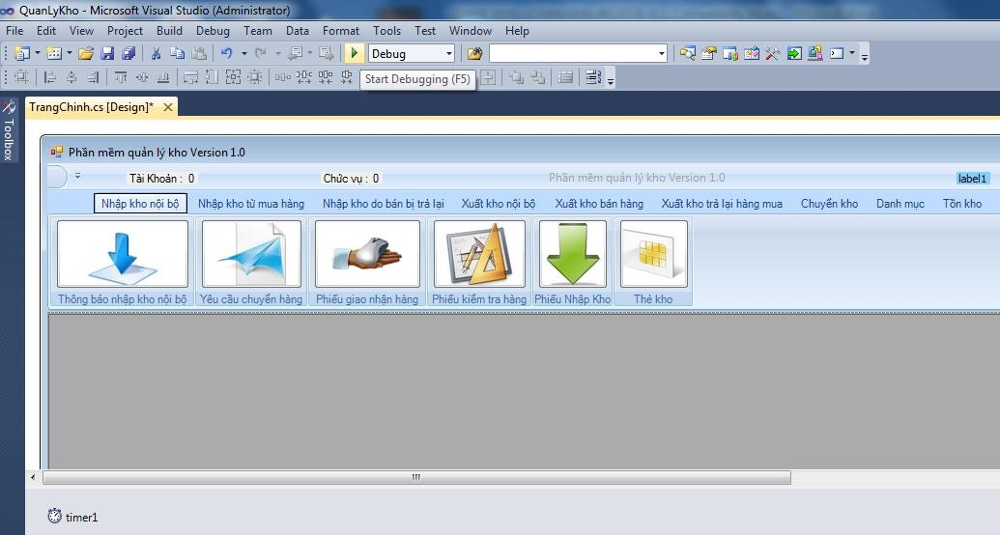 QuanLyKho - Microsoft Visual Studio (Administrator)
File Edit View Project Build Debug Team Data Format Tools Test Window Help
Debug
Start Debugging (F5)
TrangChinh.cs [Design]*
Toolbox
Phần mềm quản lý kho Version 1.0
Tài Khoản : 0 Chức vụ : 0 Phần mềm quản lý kho Version 1.0 label1
Nhập kho nội bộ Nhập kho từ mua hàng Nhập kho do bán bị trả lại Xuất kho nội bộ Xuất kho bán hàng Xuất kho trả lại hàng mua Chuyển kho Danh mục Tồn kho
Thông báo nhập kho nội bộ Yêu cầu chuyển hàng Phiếu giao nhận hàng Phiếu kiểm tra hàng Phiếu Nhập Kho Thẻ kho
timer1